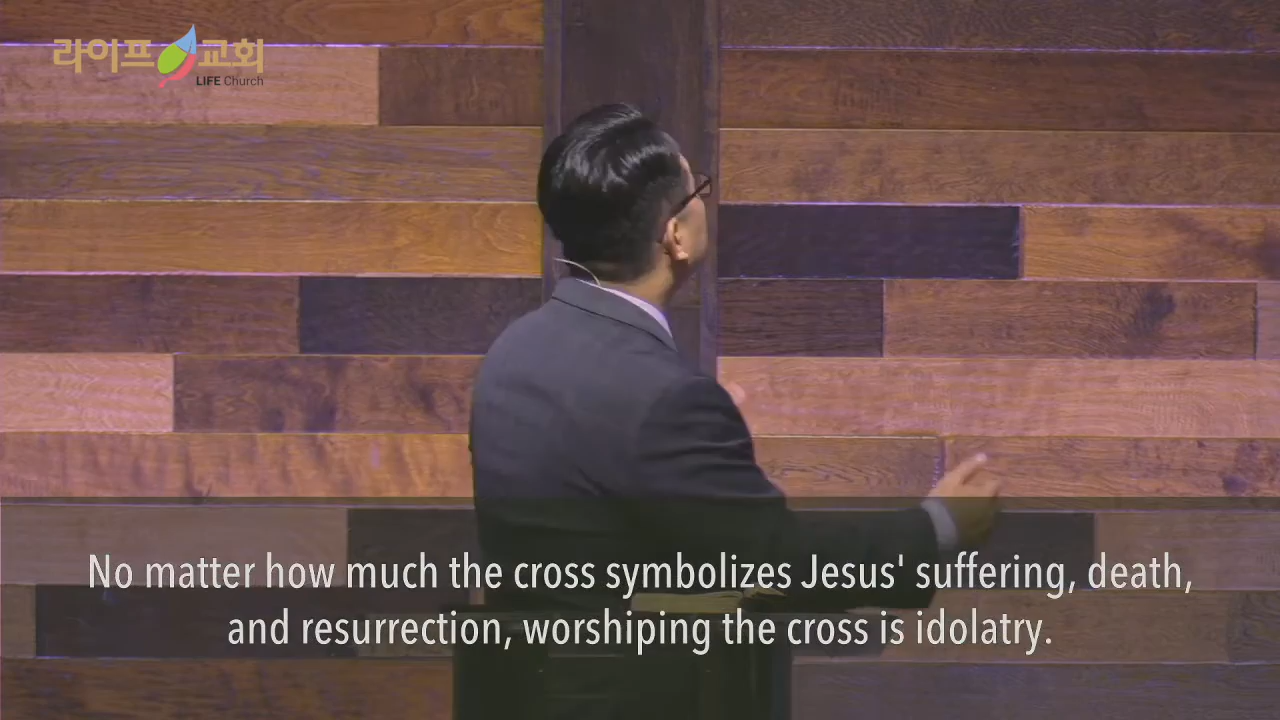 라이프 교회
LIFE Church
No matter how much the cross symbolizes Jesus' suffering, death,
and resurrection, worshiping the cross is idolatry.